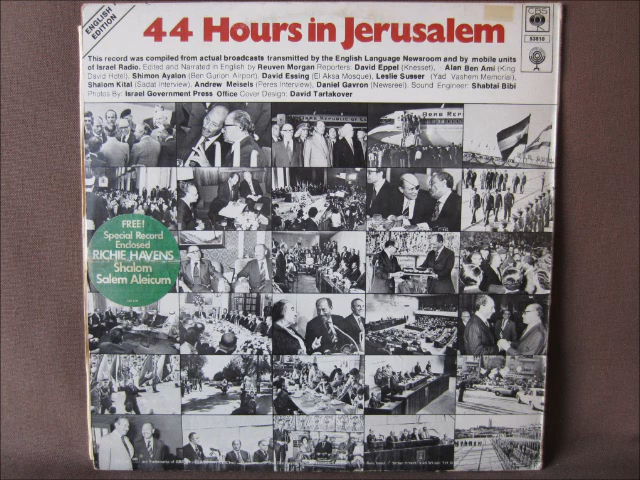 ENGLISH
EDITION
44 Hours in Jerusalem
CBS
63810
This record was compiled from actual broadcasts transmitted by the English Language Newsroom and by mobile units
of Israel Radio. Edited and Narrated in English by Reuven Morgan Reporters: David Eppel (Knesset), Alan Ben Ami (King
David Hotel), Shimon Ayalon (Ben Gurion Airport), David Essing (El Aksa Mosque), Leslie Susser (Yad Vashem Memorial),
Shalom Kital (Sadat Interview), Andrew Meisels (Peres Interview), Daniel Gavron (Newsreel). Sound Engineer: Shabtai Bibi
Photos By: Israel Government Press Office Cover Design: David Tartakover
FREE!
Special Record
Enclosed
RICHIE HAVENS
Shalom
Salem Aleicum